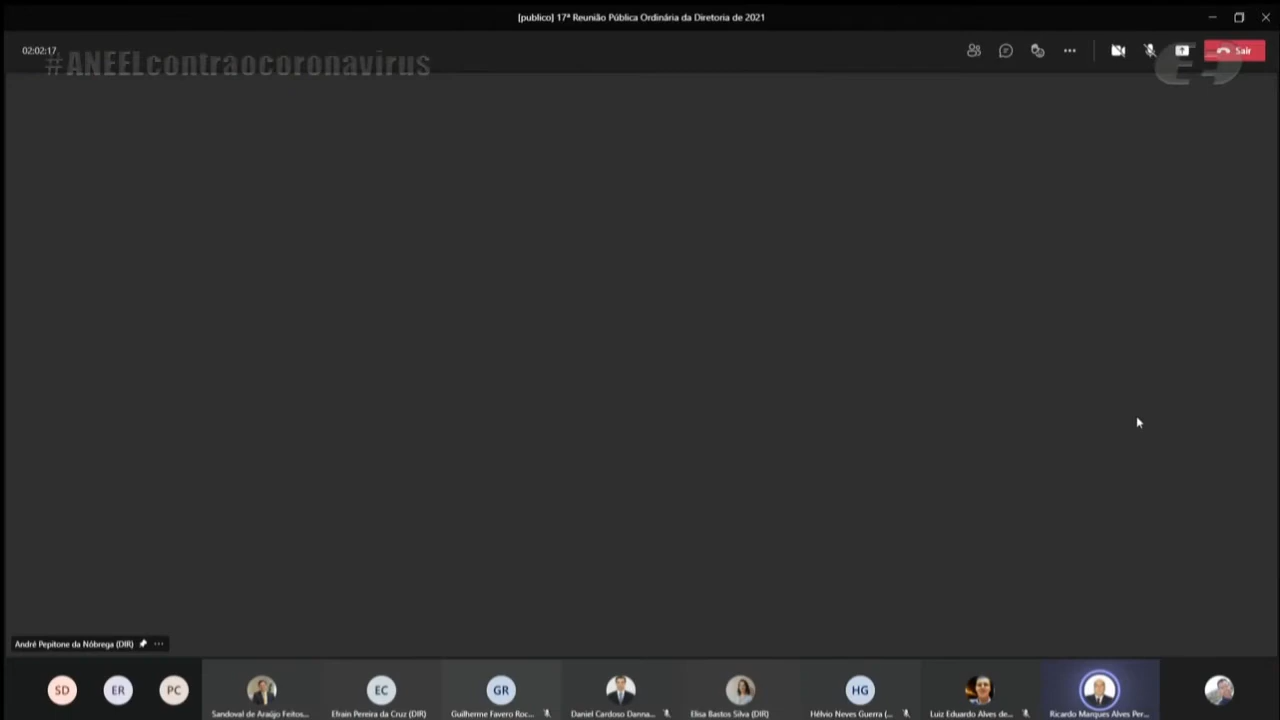 [publico] 17ª Reunião Pública Ordinária da Diretoria de 2021
02:02:17
#ANEELcontraocoronavirus
Sair
André Pepitone da Nóbrega (DIR)
SD
ER
PC
Sandoval de Araújo Feitos...
EC
Efrain Pereira da Cruz (DIR)
GR
Guilherme Favero Roc...
Daniel Cardoso Danna...
Elisa Bastos Silva (DIR)
HG
Hélvio Neves Guerra (...
Luiz Eduardo Alves de...
Ricardo Marques Alves Per...